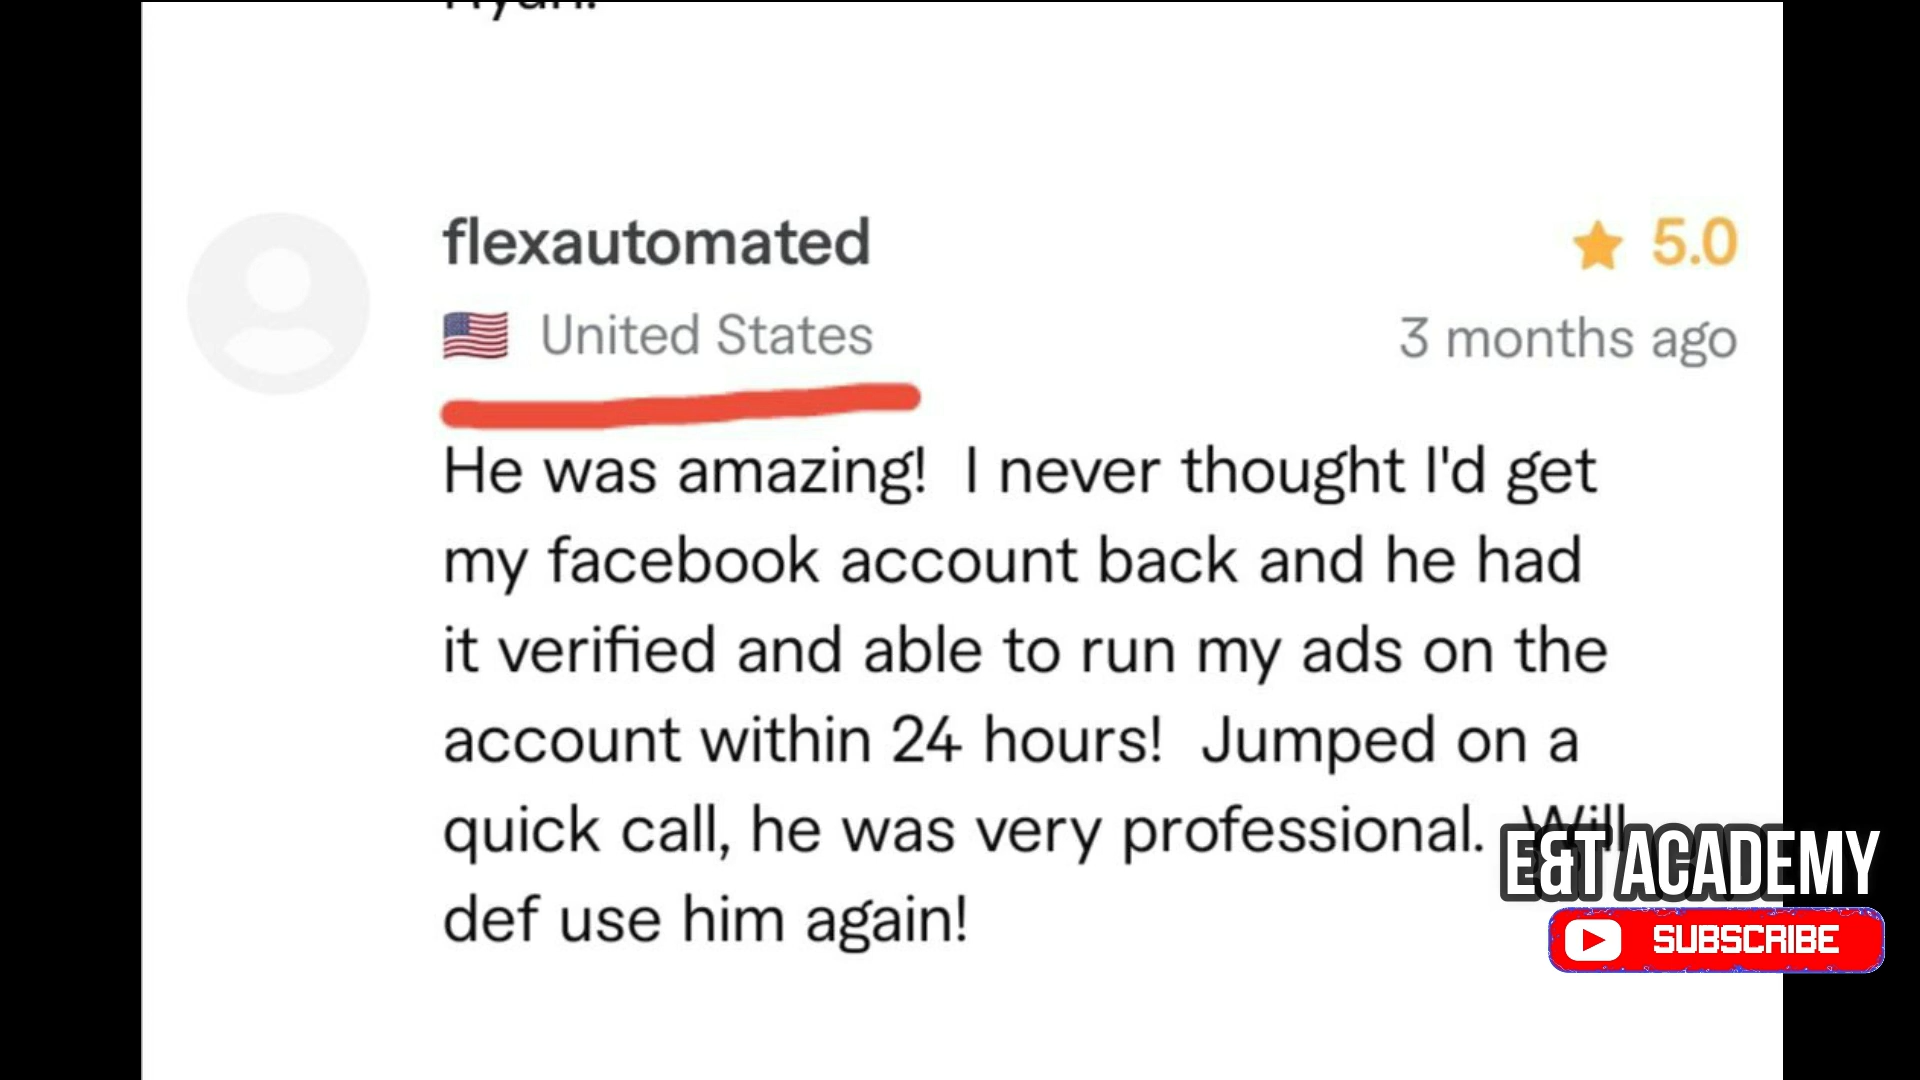 flexautomated
5.0
United States
3 months ago
He was amazing! I never thought I'd get
my facebook account back and he had
it verified and able to run my ads on the
account within 24 hours! Jumped on a
quick call, he was very professional. Will
def use him again!
E&T ACADEMY
SUBSCRIBE